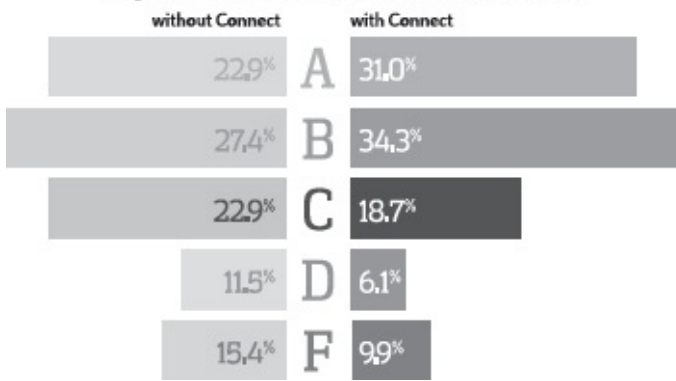 without Connect with Connect
22.9% A 31.0%
27.4% B 34.3%
22.9% C 18.7%
11.5% D 6.1%
15.4% F 9.9%